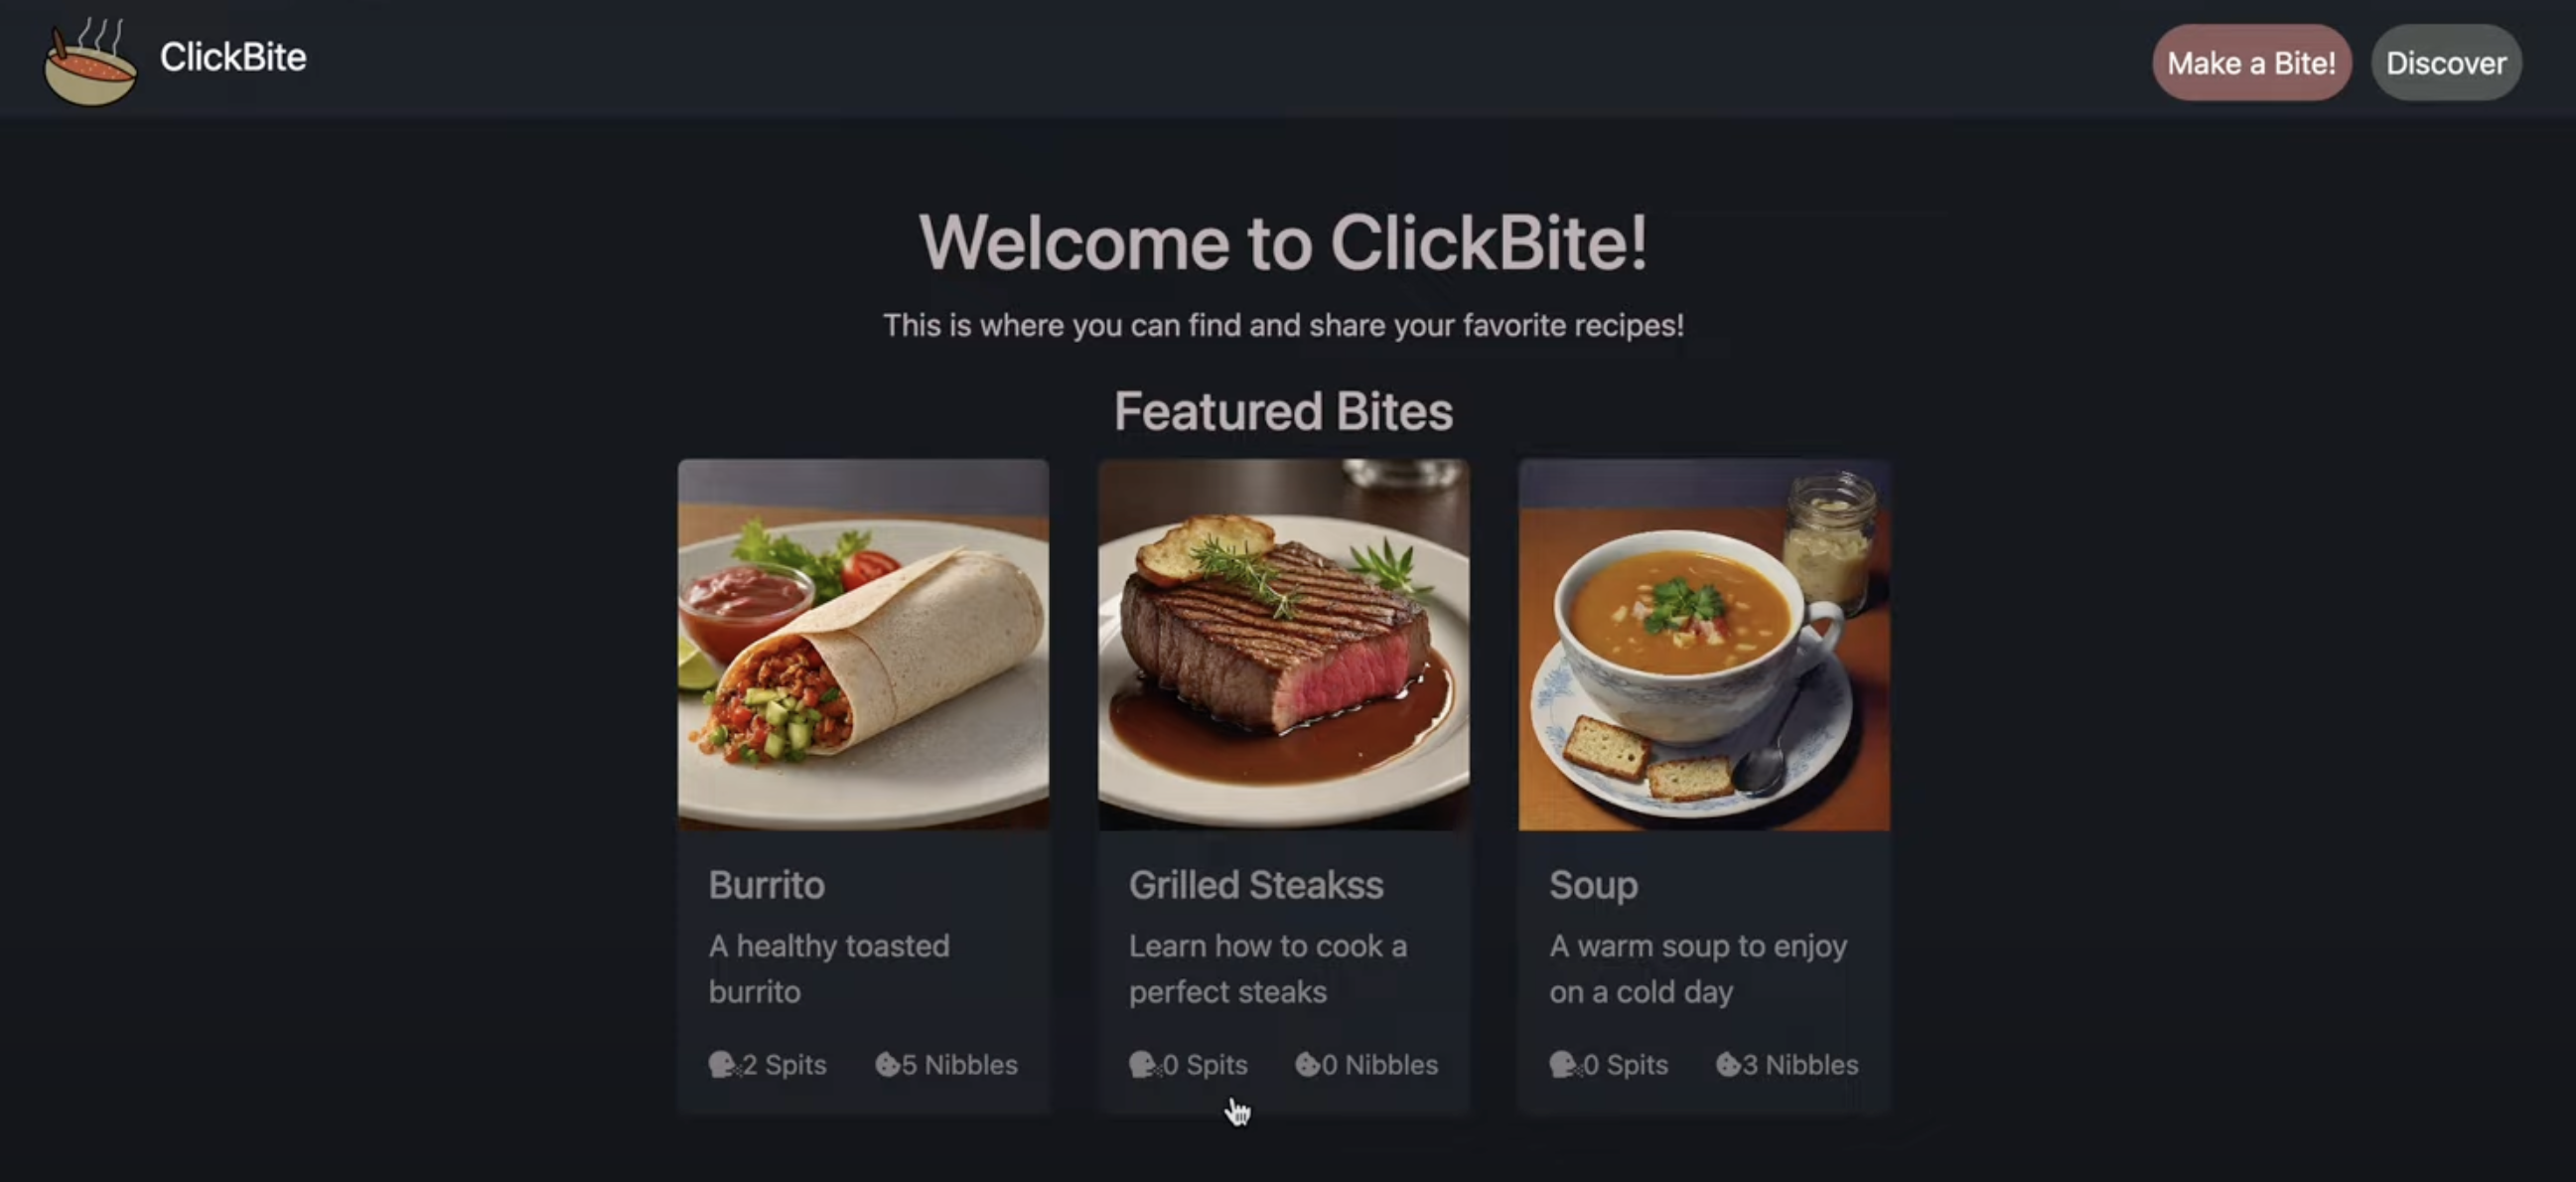 ClickBite
Make a Bite!
Discover
Welcome to ClickBite!
This is where you can find and share your favorite recipes!
Featured Bites
Burrito
A healthy toasted
burrito
2 Spits
5 Nibbles
Grilled Steakss
Learn how to cook a
perfect steaks
0 Spits
0 Nibbles
Soup
A warm soup to enjoy
on a cold day
0 Spits
3 Nibbles